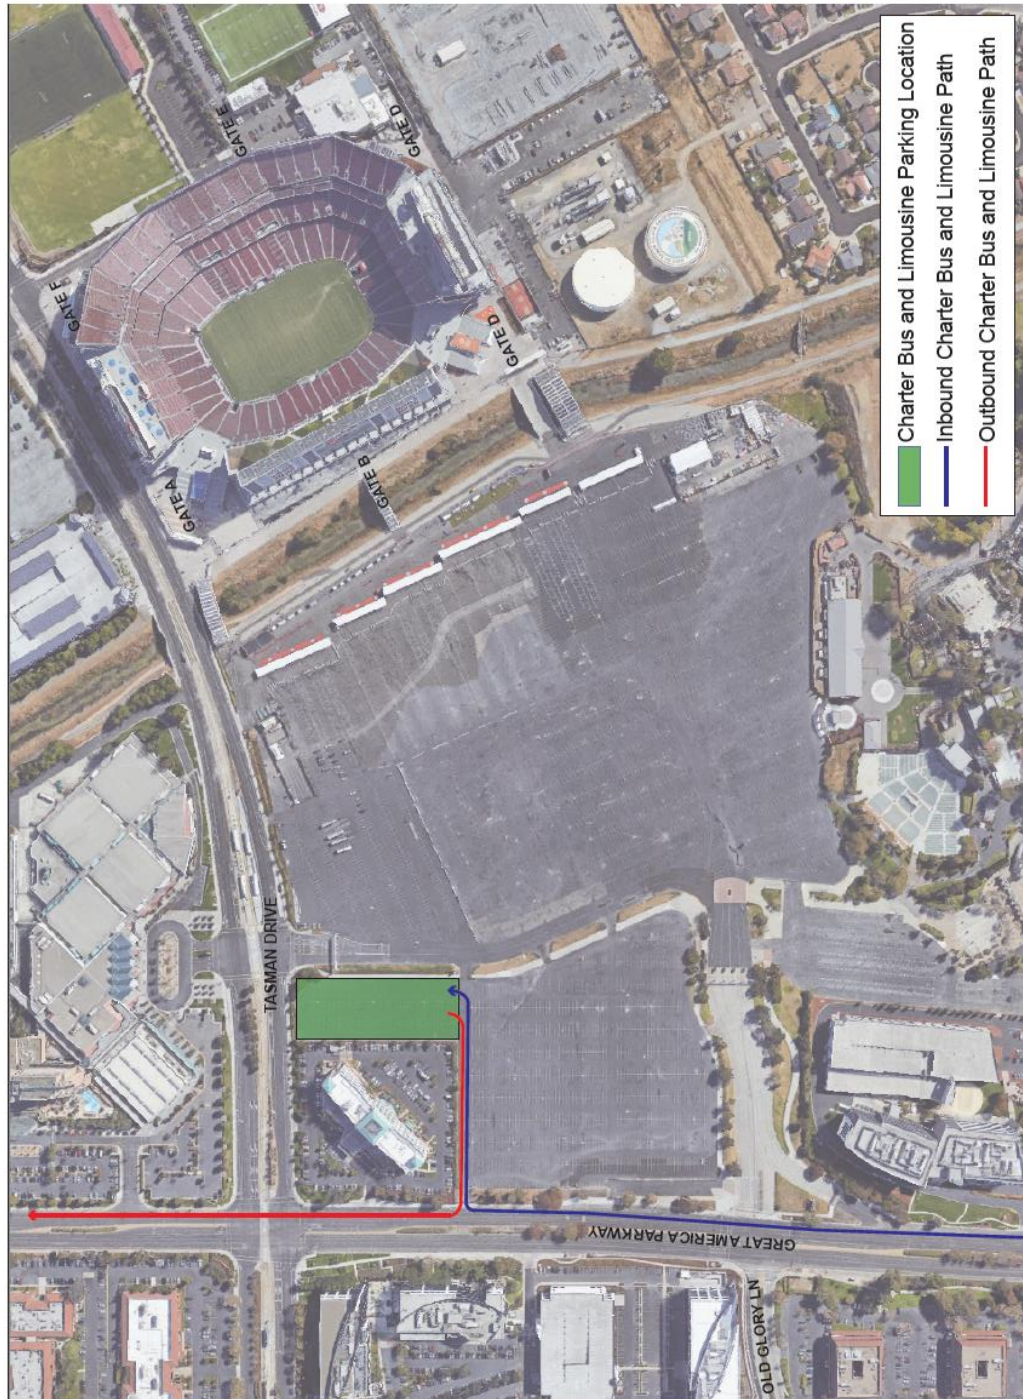 GATE F
GATE E
GATE D
GATE A
GATE B
GATE D
Charter Bus and Limousine Parking Location
Inbound Charter Bus and Limousine Path
Outbound Charter Bus and Limousine Path
TASMAN DRIVE
GREAT AMERICA PARKWAY
OLD GLORY LN